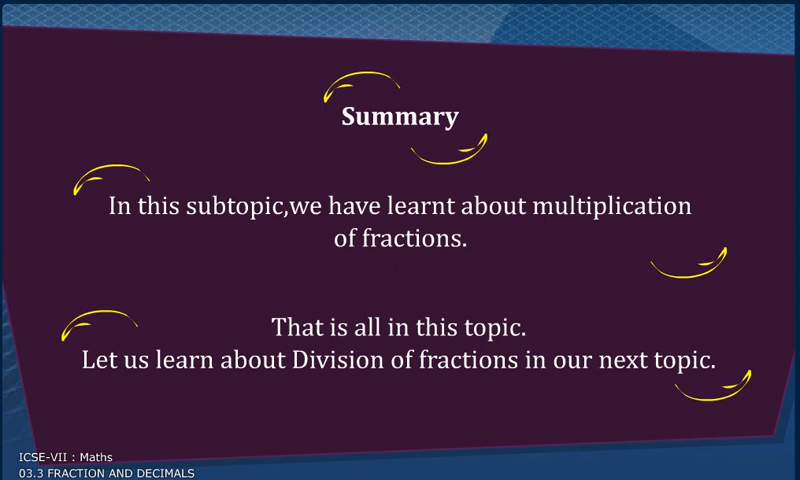 Summary
In this subtopic,we have learnt about multiplication
of fractions.
That is all in this topic.
Let us learn about Division of fractions in our next topic.
ICSE-VII : Maths
03.3 FRACTION AND DECIMALS